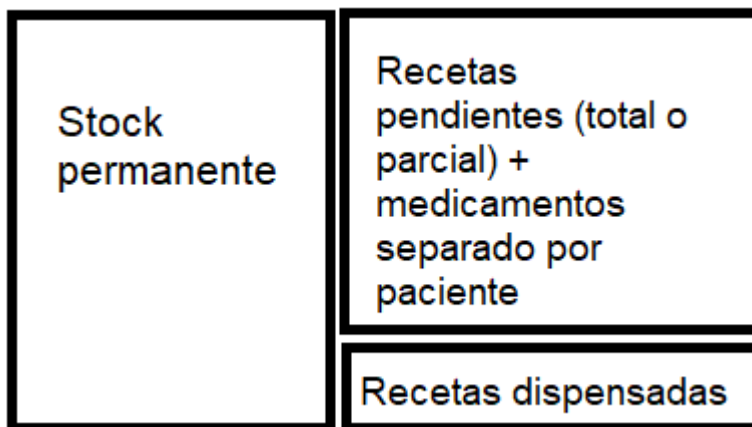 Stock
permanente
Recetas
pendientes (total o
parcial) +
medicamentos
separado por
paciente
Recetas dispensadas